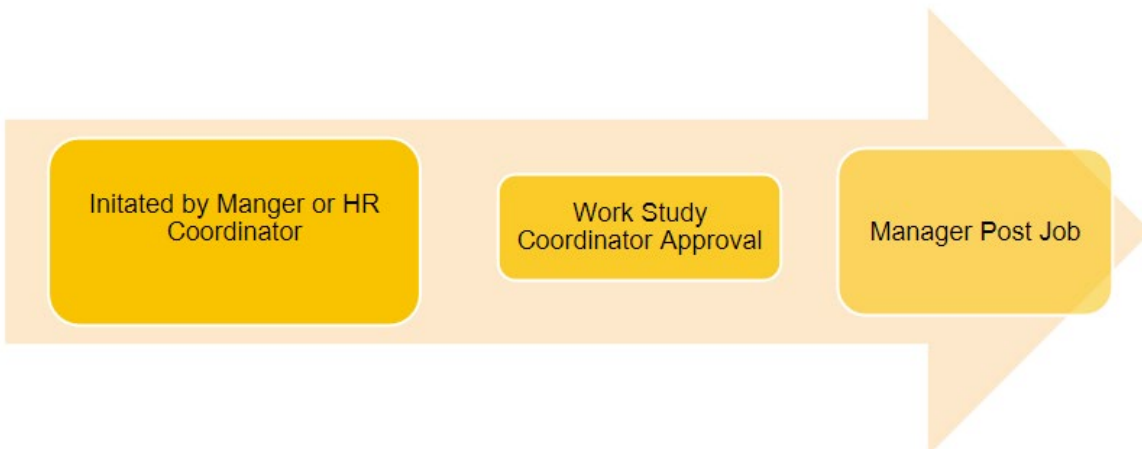 Initated by Manger or HR
Coordinator
Work Study
Coordinator Approval
Manager Post Job